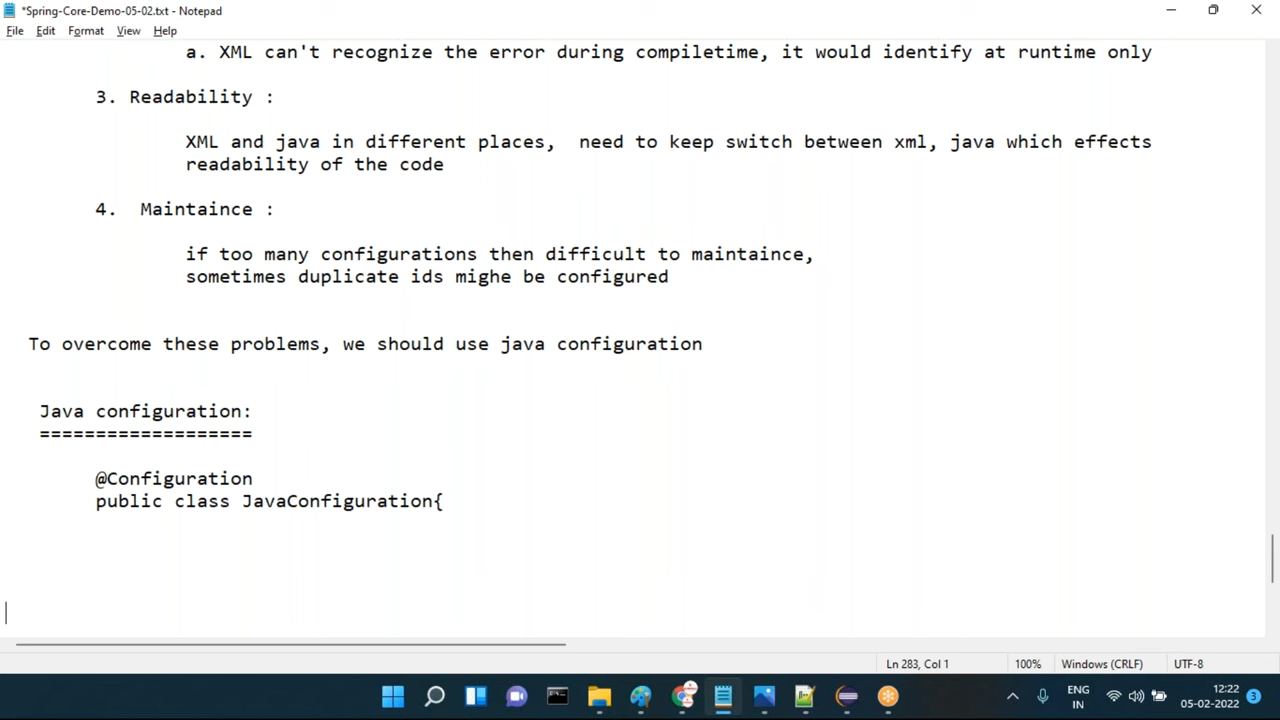 *Spring-Core-Demo-05-02.txt - Notepad
File Edit Format View Help
a. XML can't recognize the error during compiletime, it would identify at runtime only
3. Readability :
XML and java in different places, need to keep switch between xml, java which effects
readability of the code
4. Maintaince :
if too many configurations then difficult to maintaince,
sometimes duplicate ids mighe be configured
To overcome these problems, we should use java configuration
Java configuration:
===================
@Configuration
public class JavaConfiguration{
Ln 283, Col 1 100% Windows (CRLF) UTF-8
ENG
IN
12:22
05-02-2022
3